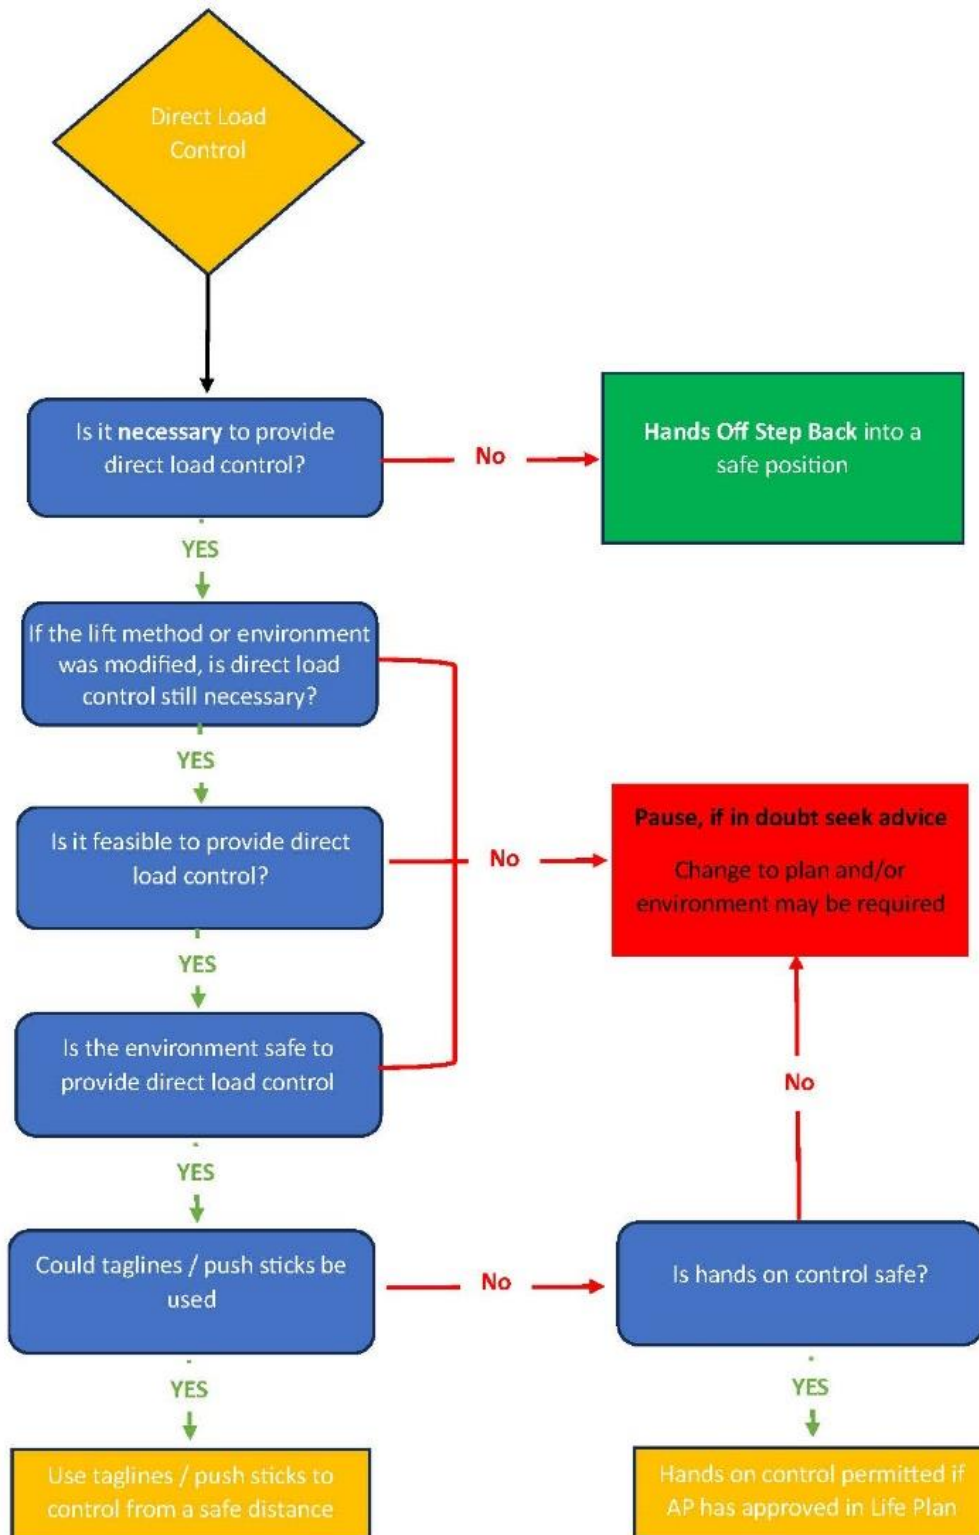 Direct Load
Control
Is it necessary to provide
direct load control?
No
Hands Off Step Back into a
safe position
YES
If the lift method or environment
was modified, is direct load
control still necessary?
YES
Is it feasible to provide direct
load control?
No
Pause, if in doubt seek advice
Change to plan and/or
environment may be required
YES
Is the environment safe to
provide direct load control
No
YES
Could taglines / push sticks be
used
No
Is hands on control safe?
YES
YES
Use taglines / push sticks to
control from a safe distance
Hands on control permitted if
AP has approved in Life Plan